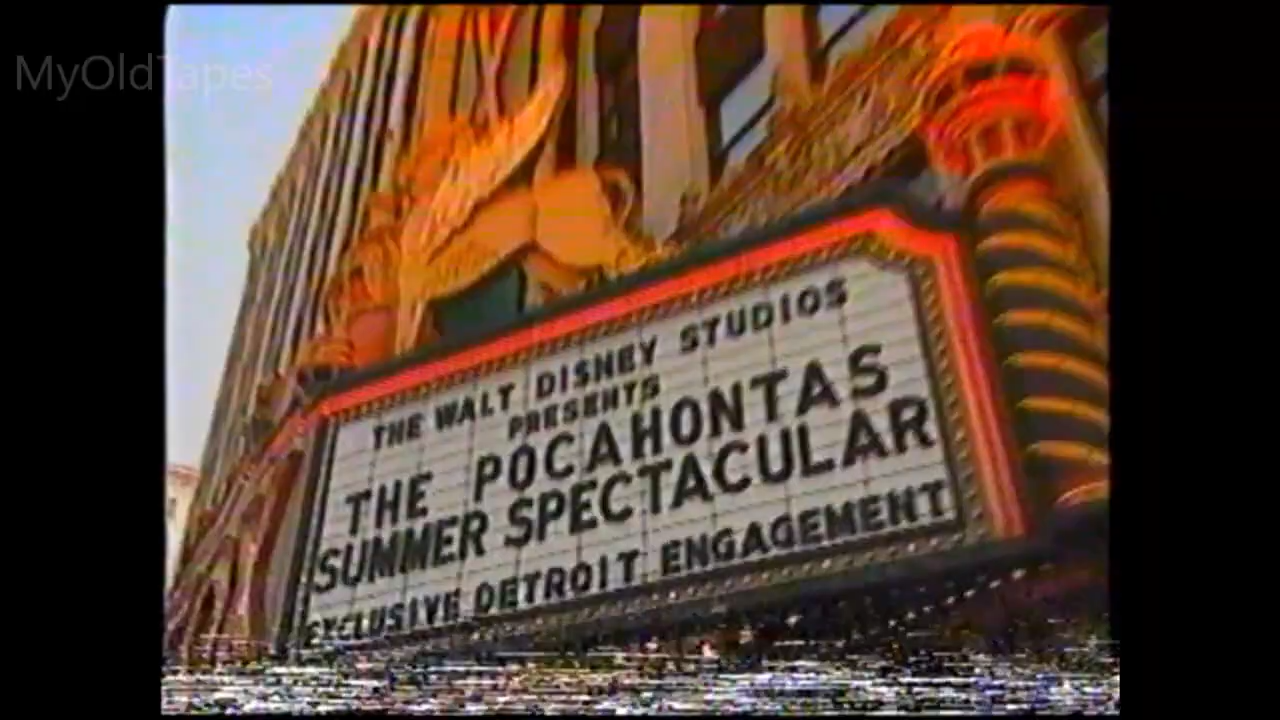 MyOldTapes
THE WALT DISNEY STUDIOS
PRESENTS
THE POCAHONTAS
SUMMER SPECTACULAR
EXCLUSIVE DETROIT ENGAGEMENT